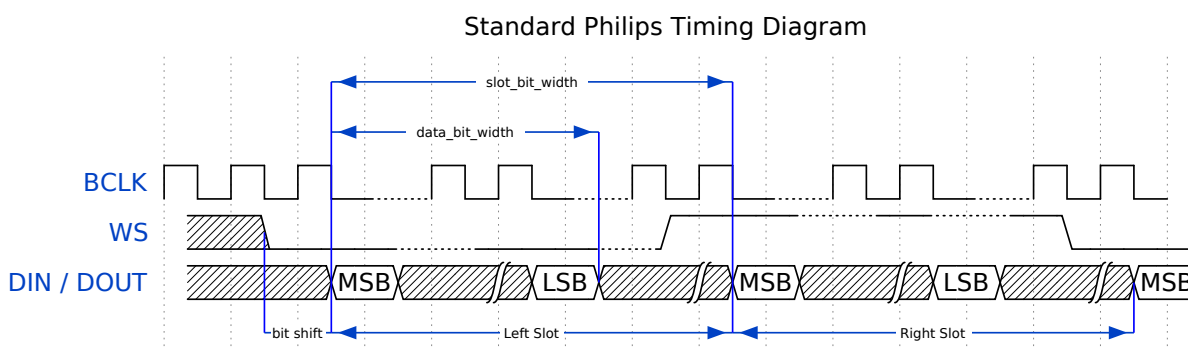 Standard Philips Timing Diagram
slot_bit_width
data_bit_width
BCLK
WS
DIN / DOUT
MSB
LSB
MSB
LSB
MSB
bit shift
Left Slot
Right Slot